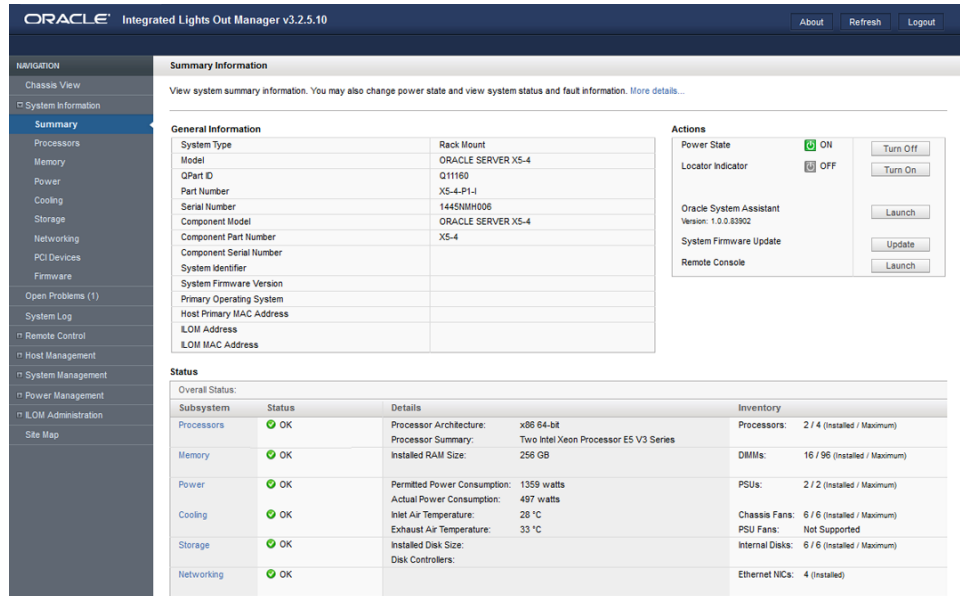 ORACLE® Integrated Lights Out Manager v3.2.5.10
About Refresh Logout
NAVIGATION
Chassis View
System Information
Summary
Processors
Memory
Power
Cooling
Storage
Networking
PCI Devices
Firmware
Open Problems (1)
System Log
Remote Control
Host Management
System Management
Power Management
ILOM Administration
Site Map
Summary Information
View system summary information. You may also change power state and view system status and fault information. More details...
General Information
System Type Rack Mount
Model ORACLE SERVER X5-4
QPart ID Q11160
Part Number X5-4-P1-I
Serial Number 1445NMH006
Component Model ORACLE SERVER X5-4
Component Part Number X5-4
Component Serial Number
System Identifier
System Firmware Version
Primary Operating System
Host Primary MAC Address
ILOM Address
ILOM MAC Address
Actions
Power State ON Turn Off
Locator Indicator OFF Turn On
Oracle System Assistant Launch
Version: 1.0.0.83902
System Firmware Update Update
Remote Console Launch
Status
Overall Status:
Subsystem Status Details Inventory
Processors OK Processor Architecture: x86 64-bit Processors: 2 / 4 (Installed / Maximum)
Processor Summary: Two Intel Xeon Processor E5 V3 Series
Memory OK Installed RAM Size: 256 GB DIMMs: 16 / 96 (Installed / Maximum)
Power OK Permitted Power Consumption: 1359 watts PSUs: 2 / 2 (Installed / Maximum)
Actual Power Consumption: 497 watts
Cooling OK Inlet Air Temperature: 28 °C Chassis Fans: 6 / 6 (Installed / Maximum)
Exhaust Air Temperature: 33 °C PSU Fans: Not Supported
Storage OK Installed Disk Size: Internal Disks: 6 / 6 (Installed / Maximum)
Disk Controllers:
Networking OK Ethernet NICs: 4 (Installed)